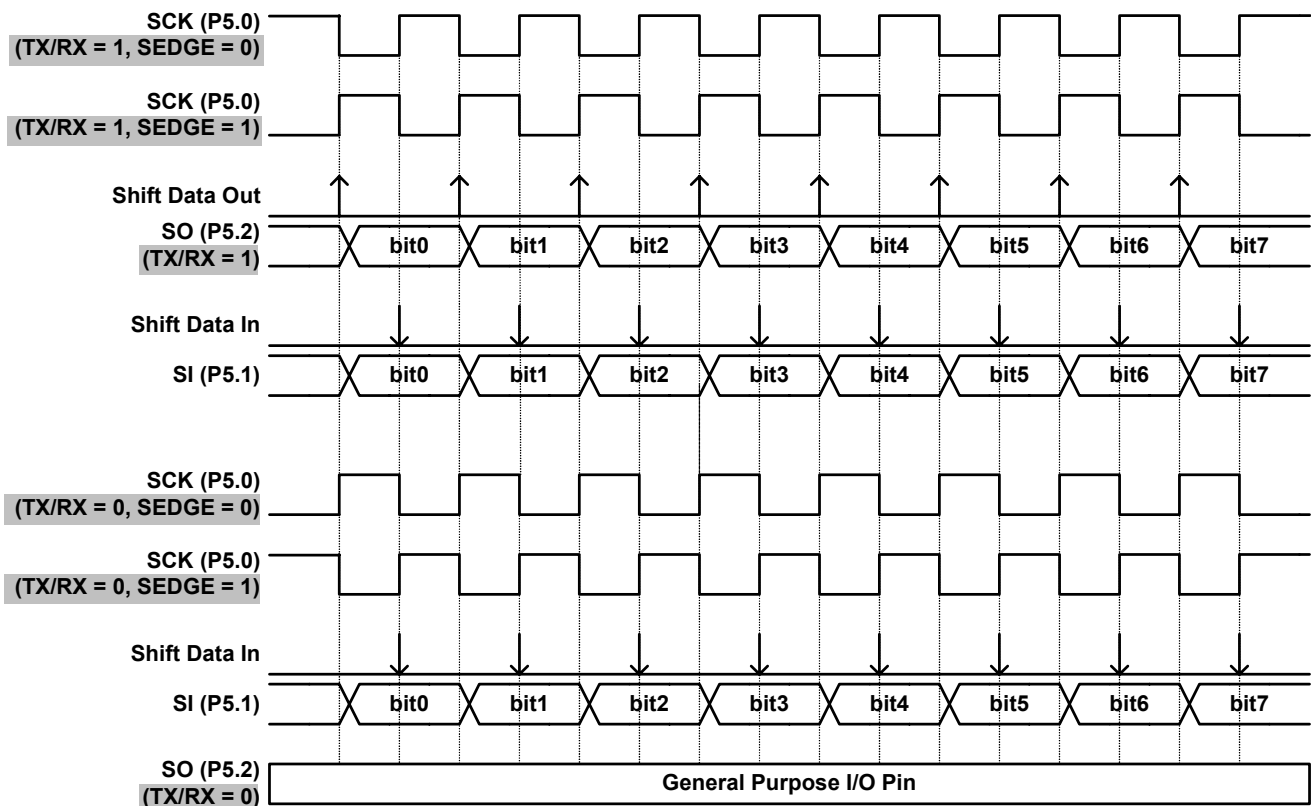 SCK (P5.0)
(TX/RX = 1, SEDGE = 0)
SCK (P5.0)
(TX/RX = 1, SEDGE = 1)
Shift Data Out
SO (P5.2)
(TX/RX = 1)
bit0 bit1 bit2 bit3 bit4 bit5 bit6 bit7
Shift Data In
SI (P5.1)
bit0 bit1 bit2 bit3 bit4 bit5 bit6 bit7
SCK (P5.0)
(TX/RX = 0, SEDGE = 0)
SCK (P5.0)
(TX/RX = 0, SEDGE = 1)
Shift Data In
SI (P5.1)
bit0 bit1 bit2 bit3 bit4 bit5 bit6 bit7
SO (P5.2)
(TX/RX = 0)
General Purpose I/O Pin